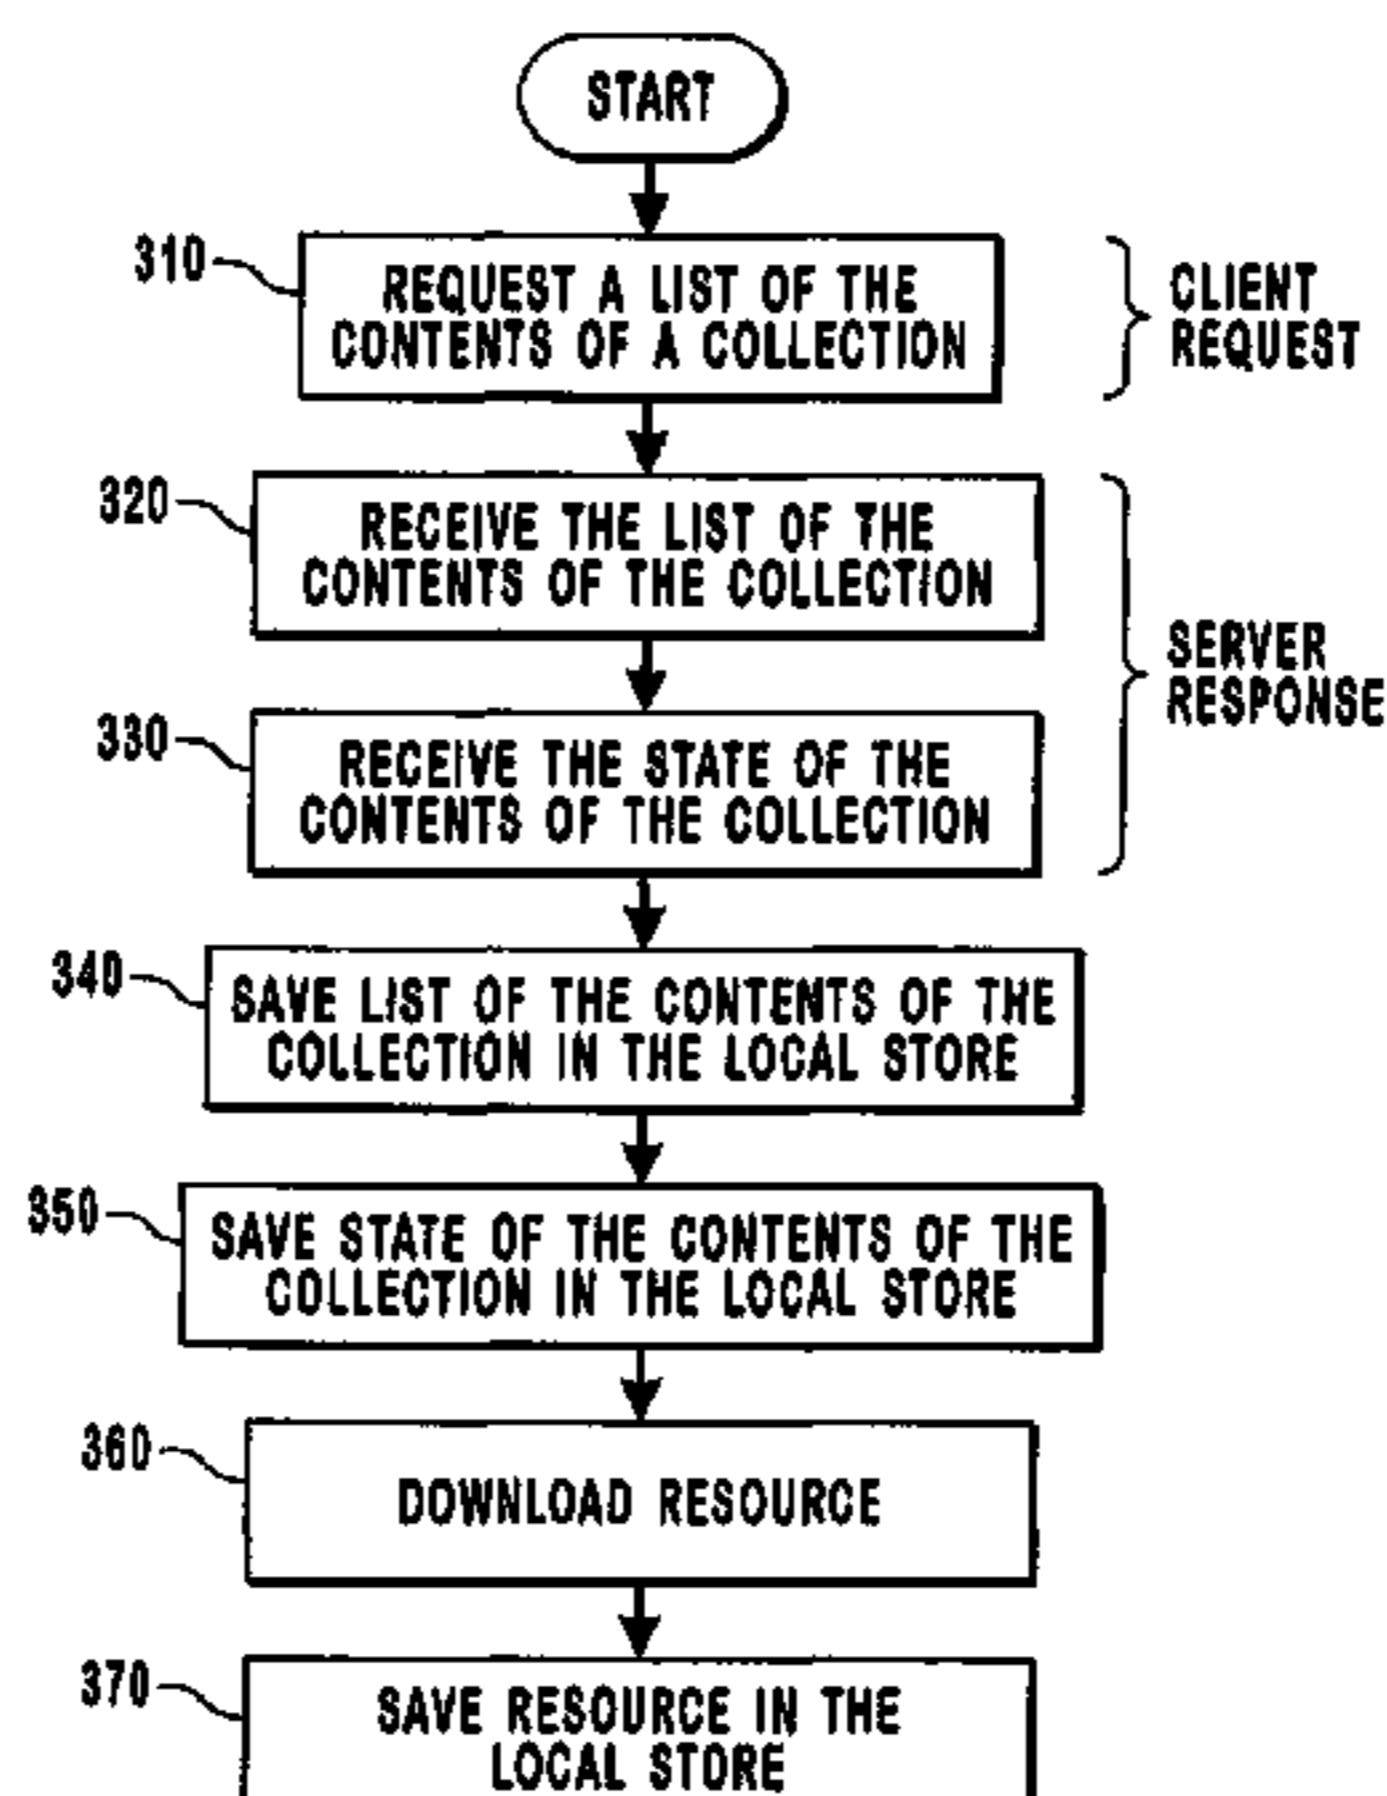 START
310
REQUEST A LIST OF THE
CONTENTS OF A COLLECTION
CLIENT
REQUEST
320
RECEIVE THE LIST OF THE
CONTENTS OF THE COLLECTION
SERVER
RESPONSE
330
RECEIVE THE STATE OF THE
CONTENTS OF THE COLLECTION
340
SAVE LIST OF THE CONTENTS OF THE
COLLECTION IN THE LOCAL STORE
350
SAVE STATE OF THE CONTENTS OF THE
COLLECTION IN THE LOCAL STORE
360
DOWNLOAD RESOURCE
370
SAVE RESOURCE IN THE
LOCAL STORE